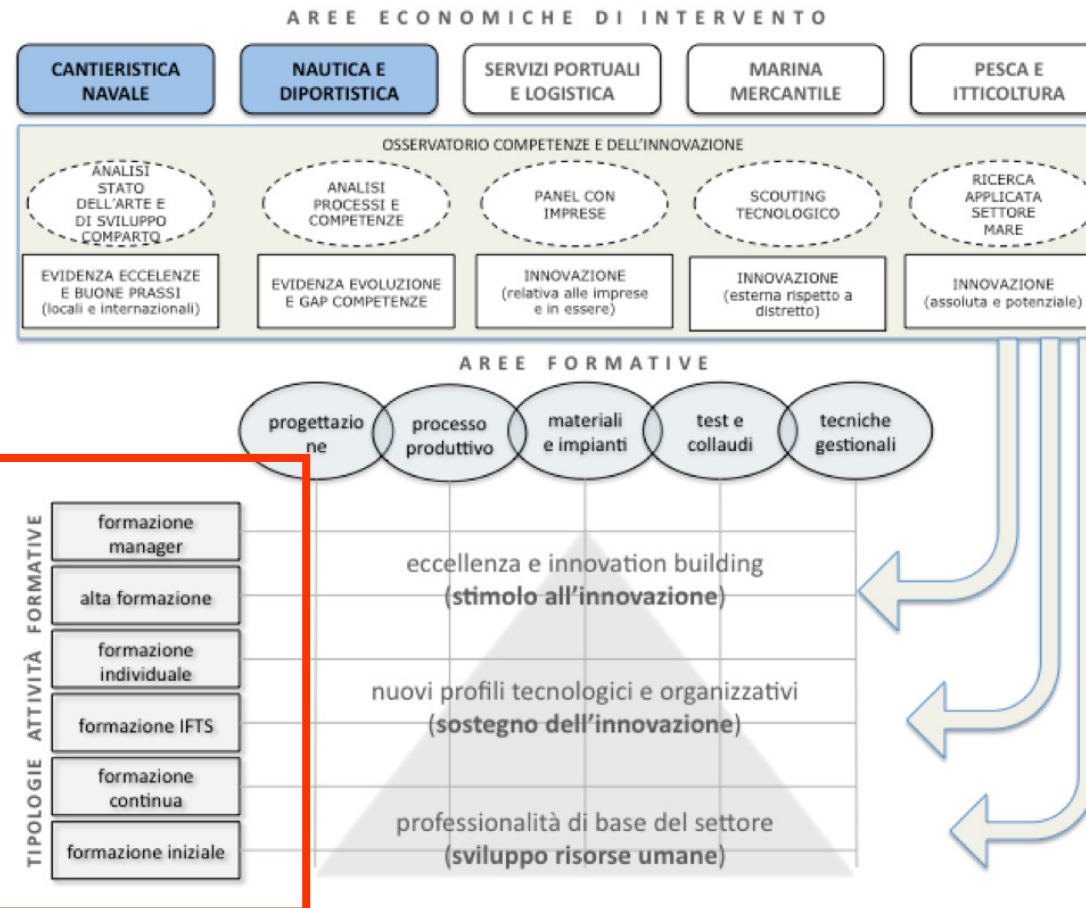 AREE ECONOMICHE DI INTERVENTO
CANTIERISTICA
NAVALE
NAUTICA E
DIPORTISTICA
SERVIZI PORTUALI
E LOGISTICA
MARINA
MERCANTILE
PESCA E
ITTICOLTURA
OSSERVATORIO COMPETENZE E DELL'INNOVAZIONE
ANALISI
STATO
DELL'ARTE E
DI SVILUPPO
COMPARTO
ANALISI
PROCESSI E
COMPETENZE
PANEL CON
IMPRESE
SCOUTING
TECNOLOGICO
RICERCA
APPLICATA
SETTORE
MARE
EVIDENZA ECCELENZE
E BUONE PRASSI
(locali e internazionali)
EVIDENZA EVOLUZIONE
E GAP COMPETENZE
INNOVAZIONE
(relativa alle imprese
e in essere)
INNOVAZIONE
(esterna rispetto a
distretto)
INNOVAZIONE
(assoluta e potenziale)
AREE FORMATIVE
progettazio
ne
processo
produttivo
materiali
e impianti
test e
collaudi
tecniche
gestionali
TIPOLOGIE ATTIVITÀ FORMATIVE
formazione
manager
alta formazione
formazione
individuale
formazione IFTS
formazione
continua
formazione iniziale
eccellenza e innovation building
(stimolo all'innovazione)
nuovi profili tecnologici e organizzativi
(sostegno dell'innovazione)
professionalità di base del settore
(sviluppo risorse umane)